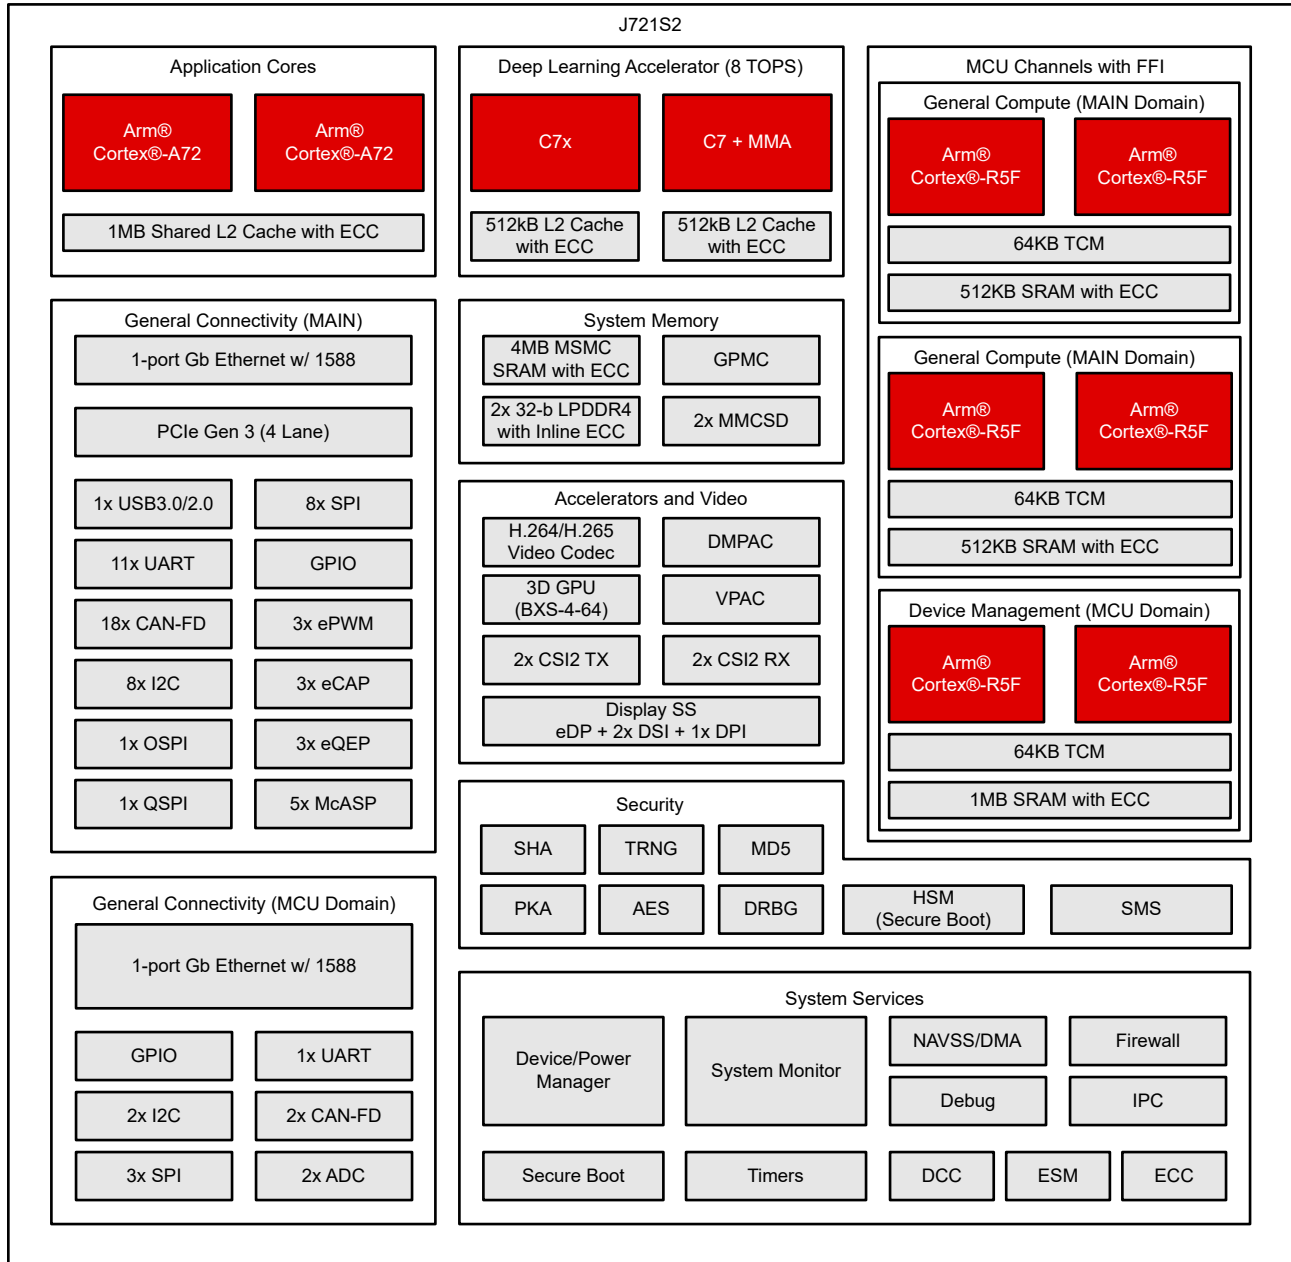 J721S2
Application Cores
Arm®
Cortex®-A72
Arm®
Cortex®-A72
1MB Shared L2 Cache with ECC
Deep Learning Accelerator (8 TOPS)
C7x
C7 + MMA
512kB L2 Cache
with ECC
512kB L2 Cache
with ECC
MCU Channels with FFI
General Compute (MAIN Domain)
Arm®
Cortex®-R5F
Arm®
Cortex®-R5F
64KB TCM
512KB SRAM with ECC
General Compute (MAIN Domain)
Arm®
Cortex®-R5F
Arm®
Cortex®-R5F
64KB TCM
512KB SRAM with ECC
Device Management (MCU Domain)
Arm®
Cortex®-R5F
Arm®
Cortex®-R5F
64KB TCM
1MB SRAM with ECC
General Connectivity (MAIN)
1-port Gb Ethernet w/ 1588
PCIe Gen 3 (4 Lane)
1x USB3.0/2.0
8x SPI
11x UART
GPIO
18x CAN-FD
3x ePWM
8x I2C
3x eCAP
1x OSPI
3x eQEP
1x QSPI
5x McASP
System Memory
4MB MSMC
SRAM with ECC
GPMC
2x 32-b LPDDR4
with Inline ECC
2x MMCSD
Accelerators and Video
H.264/H.265
Video Codec
DMPAC
3D GPU
(BXS-4-64)
VPAC
2x CSI2 TX
2x CSI2 RX
Display SS
eDP + 2x DSI + 1x DPI
Security
SHA
TRNG
MD5
PKA
AES
DRBG
HSM
(Secure Boot)
SMS
General Connectivity (MCU Domain)
1-port Gb Ethernet w/ 1588
GPIO
1x UART
2x I2C
2x CAN-FD
3x SPI
2x ADC
System Services
Device/Power
Manager
System Monitor
NAVSS/DMA
Firewall
Debug
IPC
Secure Boot
Timers
DCC
ESM
ECC